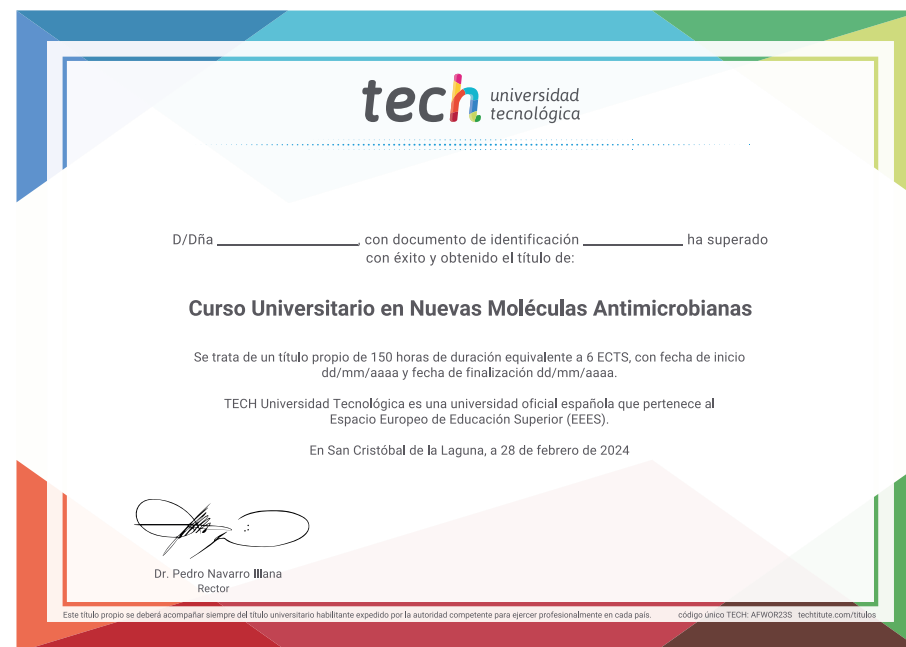 tech universidad
tecnológica
D/Dña ____________, con documento de identificación ____________ ha superado
con éxito y obtenido el título de:
Curso Universitario en Nuevas Moléculas Antimicrobianas
Se trata de un título propio de 150 horas de duración equivalente a 6 ECTS, con fecha de inicio
dd/mm/aaaa y fecha de finalización dd/mm/aaaa.
TECH Universidad Tecnológica es una universidad oficial española que pertenece al
Espacio Europeo de Educación Superior (EEES).
En San Cristóbal de la Laguna, a 28 de febrero de 2024
Dr. Pedro Navarro Illana
Rector
Este título propio se deberá acompañar siempre del título universitario habilitante expedido por la autoridad competente para ejercer profesionalmente en cada país. código único TECH: AFWOR23S techtitute.com/titulos